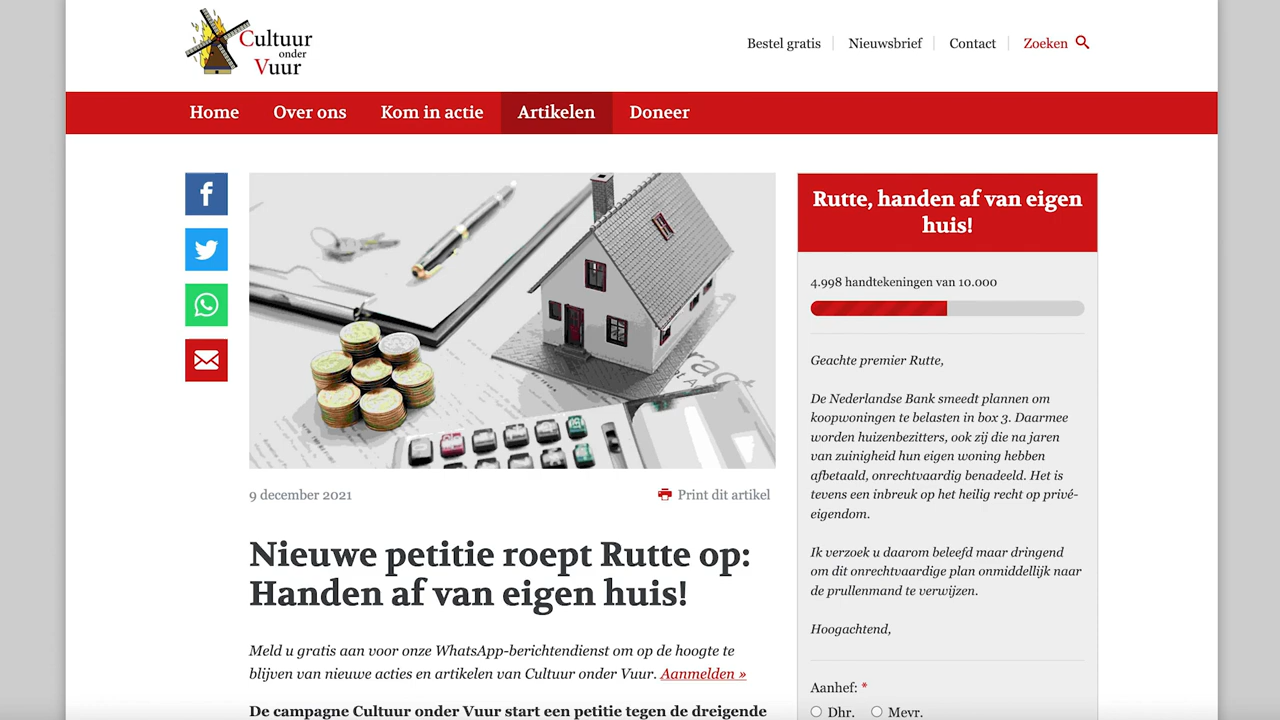 Cultuur
onder
Vuur
Bestel gratis
Nieuwsbrief
Contact
Zoeken
Home
Over ons
Kom in actie
Artikelen
Doneer
9 december 2021
Print dit artikel
Nieuwe petitie roept Rutte op:
Handen af van eigen huis!
Meld u gratis aan voor onze WhatsApp-berichtendienst om op de hoogte te
blijven van nieuwe acties en artikelen van Cultuur onder Vuur. Aanmelden »
De campagne Cultuur onder Vuur start een petitie tegen de dreigende
Rutte, handen af van eigen
huis!
4.998 handtekeningen van 10.000
Geachte premier Rutte,
De Nederlandse Bank smeedt plannen om
koopwoningen te belasten in box 3. Daarmee
worden huizenbezitters, ook zij die na jaren
van zuinigheid hun eigen woning hebben
afbetaald, onrechtvaardig benadeeld. Het is
tevens een inbreuk op het heilig recht op privé-
eigendom.
Ik verzoek u daarom beleefd maar dringend
om dit onrechtvaardige plan onmiddellijk naar
de prullenmand te verwijzen.
Hoogachtend,
Aanhef: *
Dhr. Mevr.